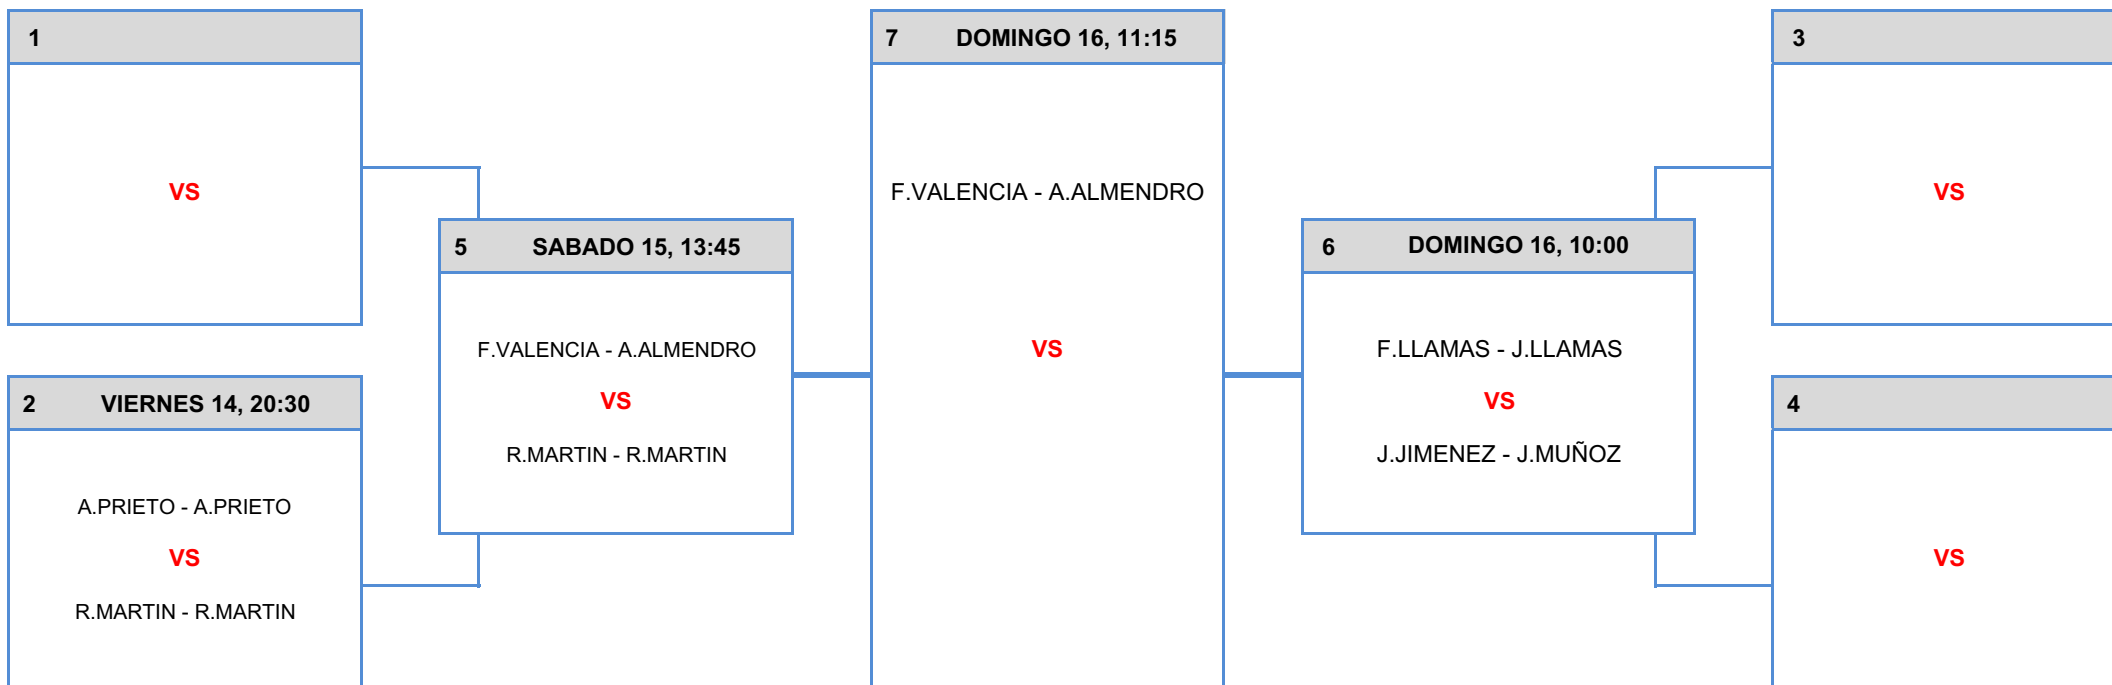 1
VS
2 VIERNES 14, 20:30
A.PRIETO - A.PRIETO
VS
R.MARTIN - R.MARTIN
5 SABADO 15, 13:45
F.VALENCIA - A.ALMENDRO
VS
R.MARTIN - R.MARTIN
7 DOMINGO 16, 11:15
F.VALENCIA - A.ALMENDRO
VS
6 DOMINGO 16, 10:00
F.LLAMAS - J.LLAMAS
VS
J.JIMENEZ - J.MUÑOZ
3
VS
4
VS